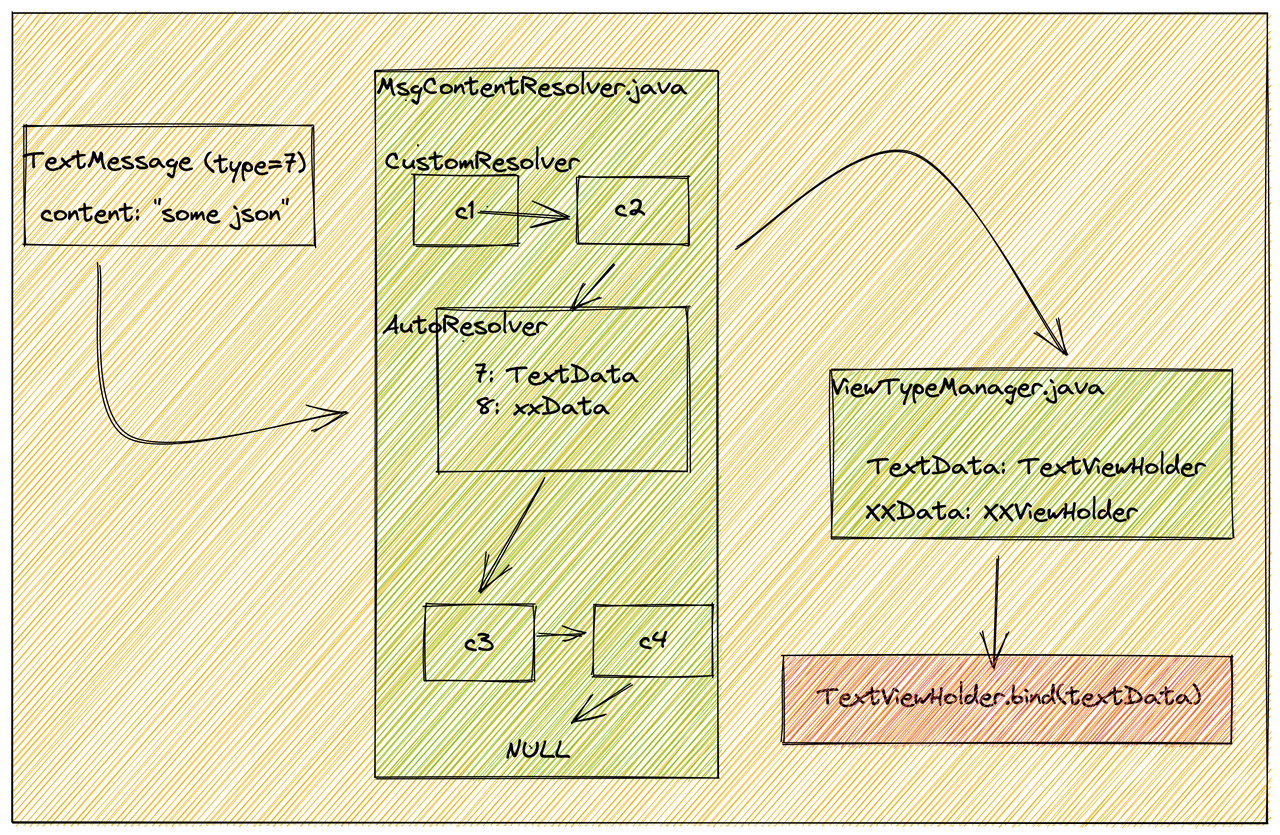 TextMessage (type=7)
content: "some json"
MsgContentResolver.java
CustomResolver
c1
c2
AutoResolver
7: TextData
8: xxData
c3
c4
NULL
ViewTypeManager.java
TextData: TextViewHolder
XXData: XXViewHolder
TextViewHolder.bind(textData)